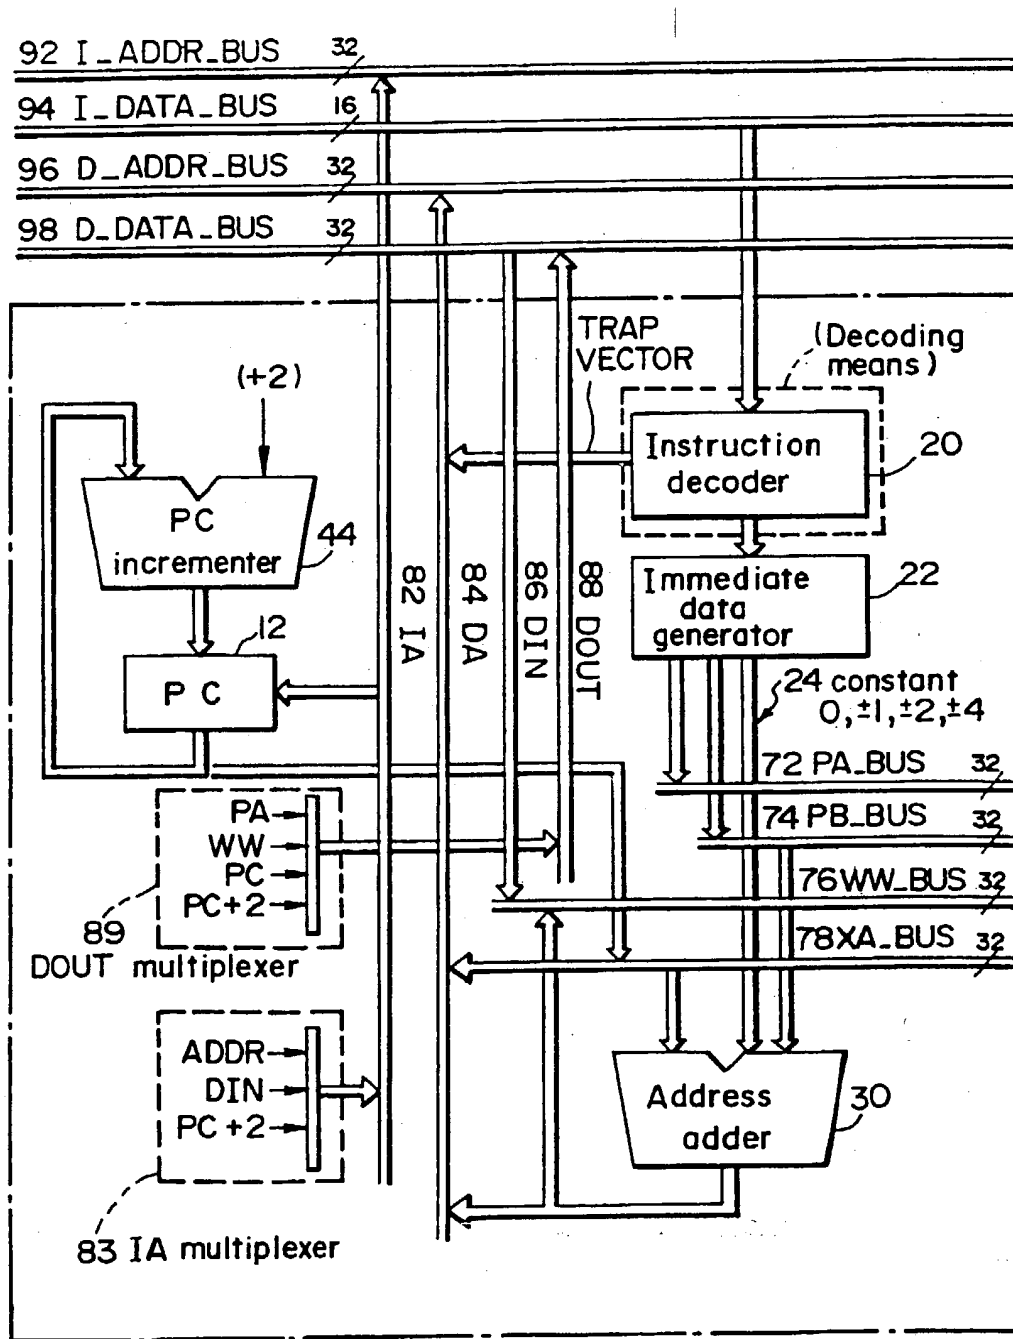 92 I_ADDR_BUS 32
94 I_DATA_BUS 16
96 D_ADDR_BUS 32
98 D_DATA_BUS 32
TRAP
VECTOR
(Decoding
means)
(+2)
Instruction
decoder
20
PC
incrementer
44
82 IA
84 DA
86 DIN
88 DOUT
Immediate
data
generator
22
12
PC
24 constant
0,±1,±2,±4
72 PA_BUS 32
74 PB_BUS 32
76 WW_BUS 32
78 XA_BUS 32
PA
WW
PC
PC+2
89
DOUT multiplexer
ADDR
DIN
PC+2
83 IA multiplexer
Address
adder
30